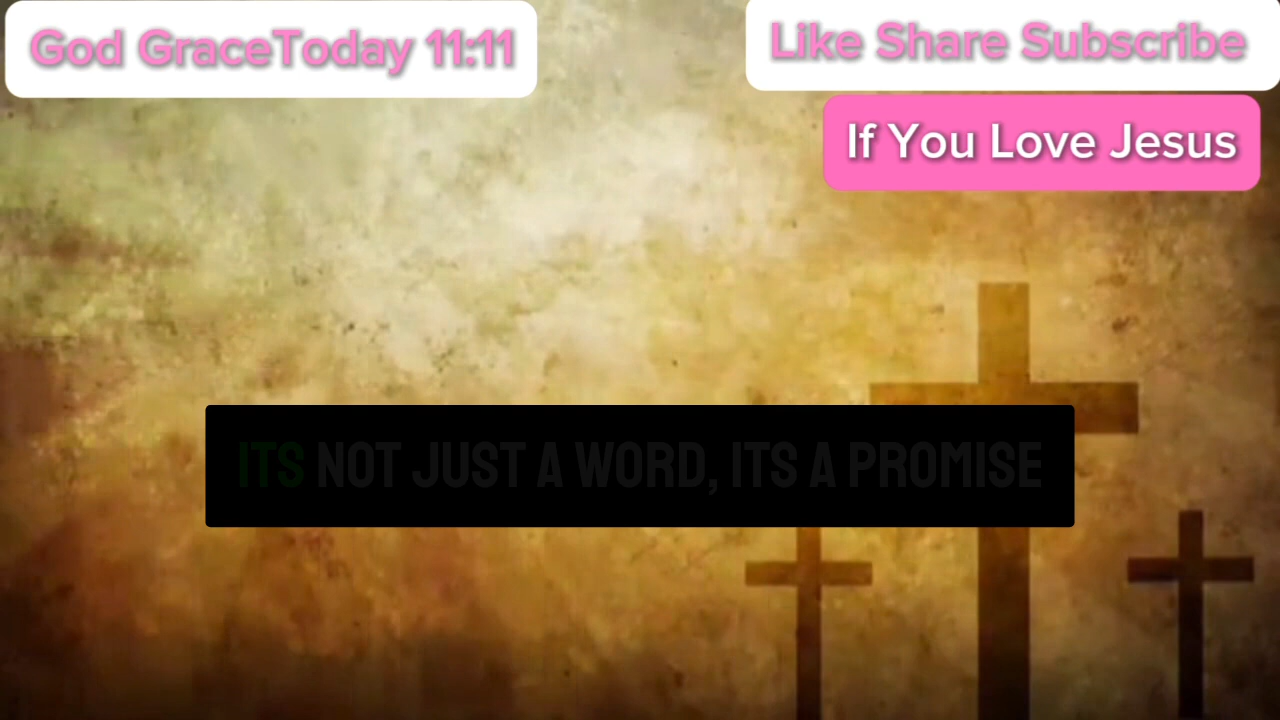 God GraceToday 11:11
Like Share Subscribe
If You Love Jesus
ITS NOT JUST A WORD, ITS A PROMISE